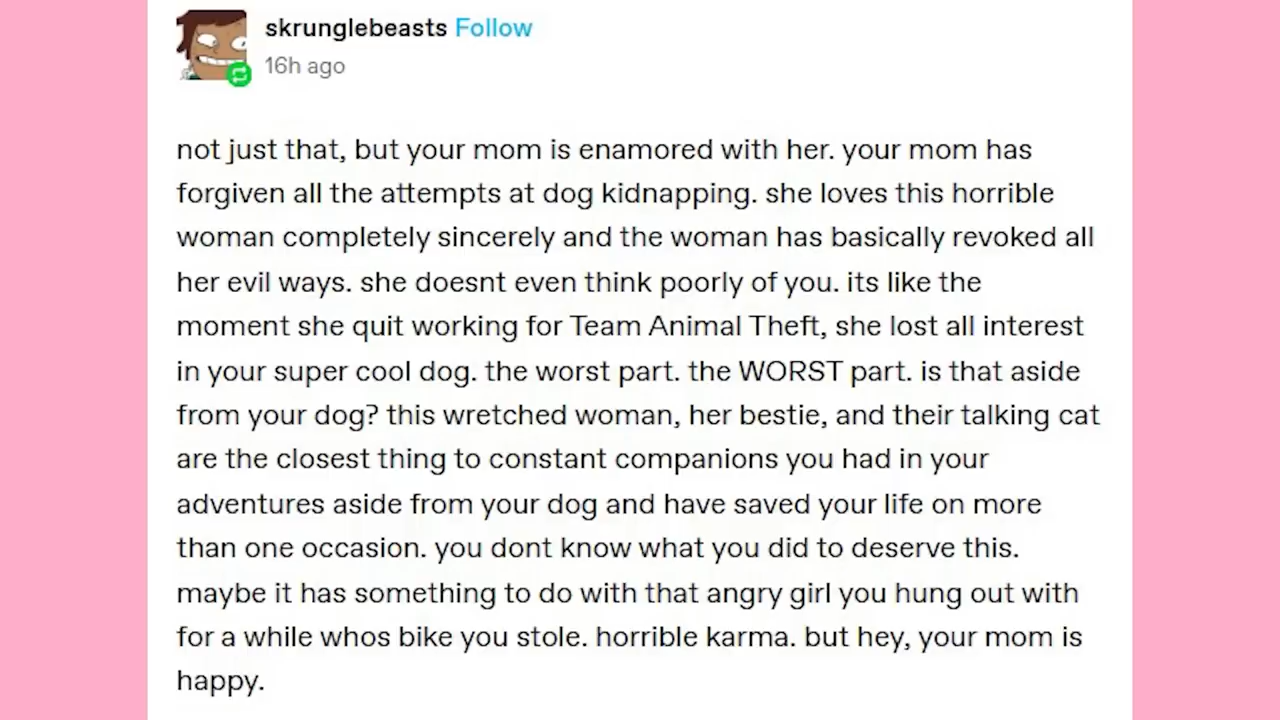 skrunglebeasts Follow
16h ago
not just that, but your mom is enamored with her. your mom has
forgiven all the attempts at dog kidnapping. she loves this horrible
woman completely sincerely and the woman has basically revoked all
her evil ways. she doesnt even think poorly of you. its like the
moment she quit working for Team Animal Theft, she lost all interest
in your super cool dog. the worst part. the WORST part. is that aside
from your dog? this wretched woman, her bestie, and their talking cat
are the closest thing to constant companions you had in your
adventures aside from your dog and have saved your life on more
than one occasion. you dont know what you did to deserve this.
maybe it has something to do with that angry girl you hung out with
for a while whos bike you stole. horrible karma. but hey, your mom is
happy.